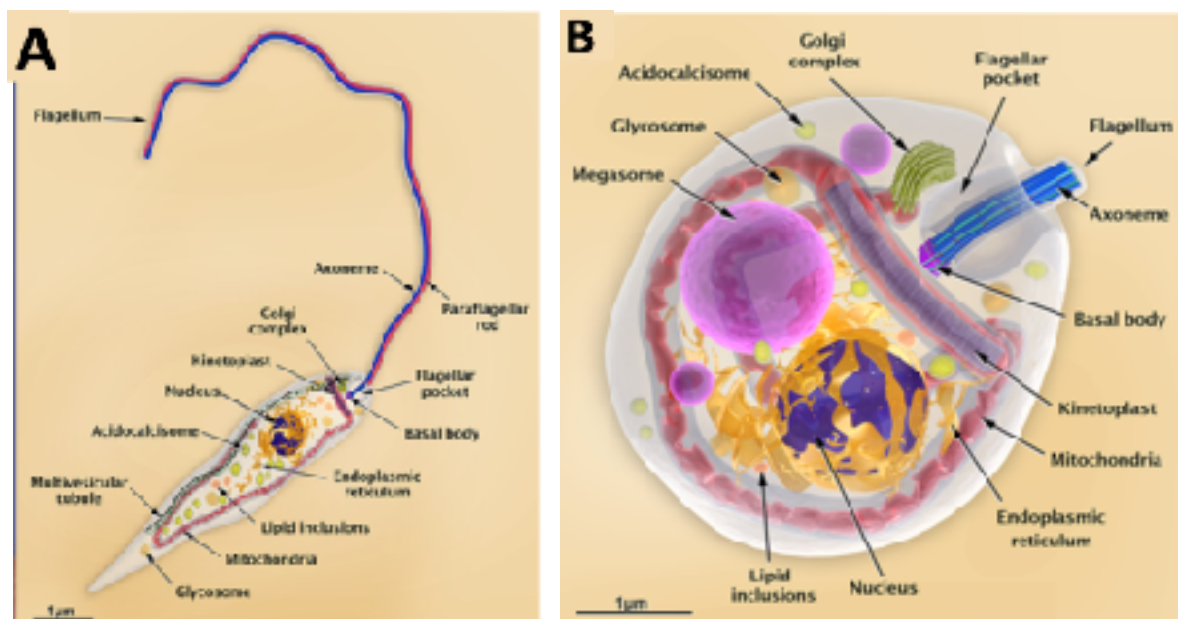 A
Flagellum
Axoneme
Paraflagellar
rod
Golgi
complex
Kinetoplast
Nucleus
Flagellar
pocket
Acidocalcisome
Basal body
Multivesicular
tubule
Endoplasmic
reticulum
Lipid inclusions
Mitochondria
Glycosome
1µm
B
Golgi
complex
Acidocalcisome
Flagellar
pocket
Glycosome
Flagellum
Megasome
Axoneme
Basal body
Kinetoplast
Mitochondria
Endoplasmic
reticulum
Lipid
inclusions
Nucleus
1µm